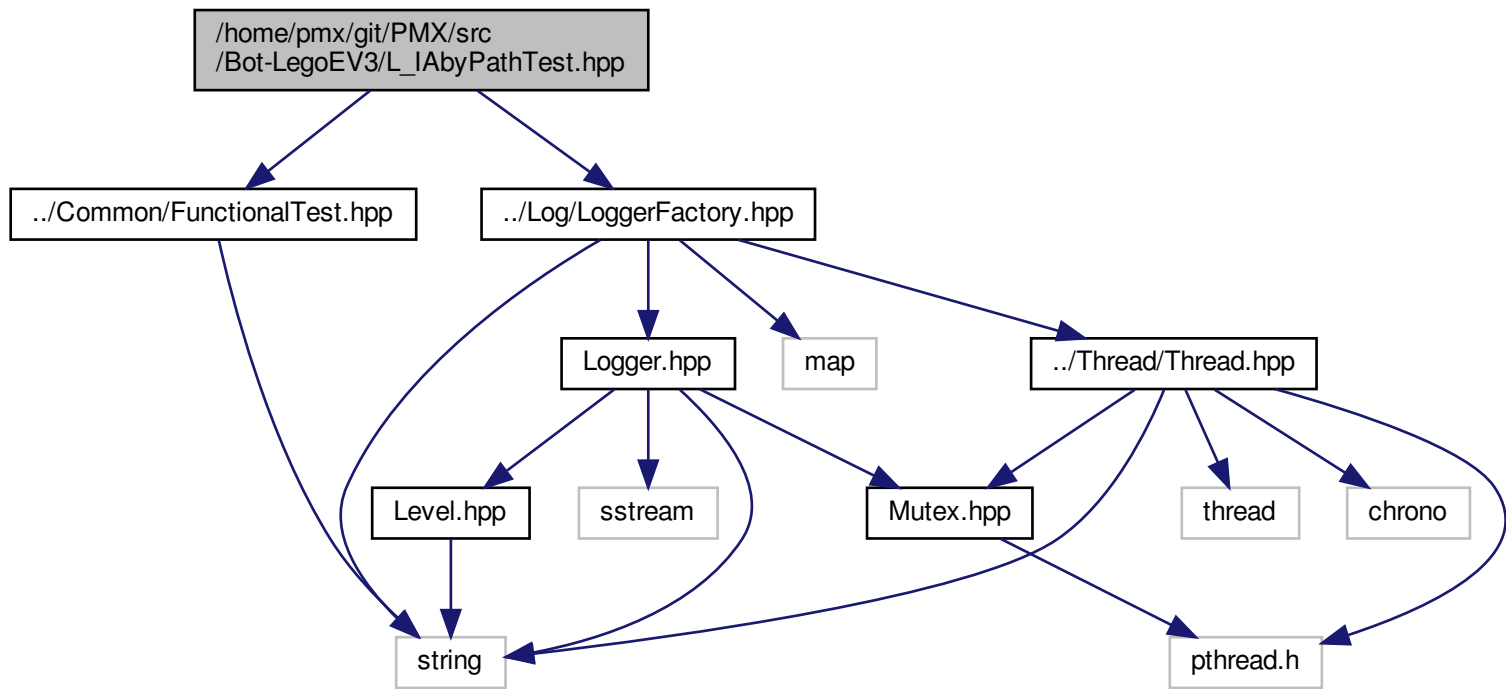 /home/pmx/git/PMX/src
/Bot-LegoEV3/L_IAbyPathTest.hpp
../Common/FunctionalTest.hpp
../Log/LoggerFactory.hpp
Logger.hpp
map
../Thread/Thread.hpp
Level.hpp
sstream
Mutex.hpp
thread
chrono
string
pthread.h